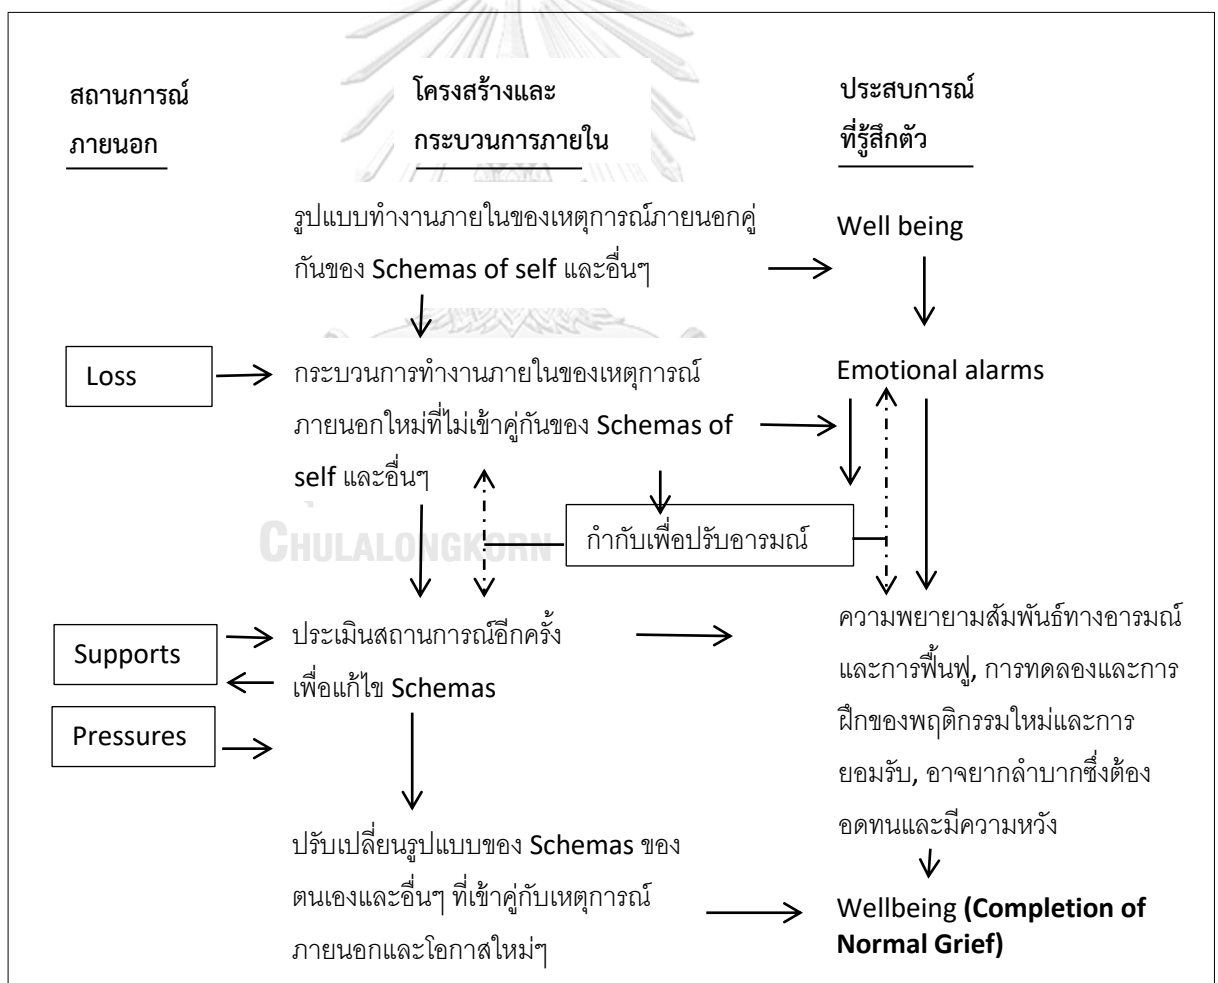 สถานการณ์
ภายนอก
โครงสร้างและ
กระบวนการภายใน
ประสบการณ์
ที่รู้สึกตัว
รูปแบบทำงานภายในของเหตุการณ์ภายนอกคู่
กันของ Schemas of self และอื่นๆ
Well being
Loss
กระบวนการทำงานภายในของเหตุการณ์
ภายนอกใหม่ที่ไม่เข้าคู่กันของ Schemas of
self และอื่นๆ
Emotional alarms
CHULALONGKORN
กำกับเพื่อปรับอารมณ์
Supports
Pressures
ประเมินสถานการณ์อีกครั้ง
เพื่อแก้ไข Schemas
ความพยายามสัมพันธ์ทางอารมณ์
และการฟื้นฟู, การทดลองและการ
ฝึกของพฤติกรรมใหม่และการ
ยอมรับ, อาจยากลำบากซึ่งต้อง
อดทนและมีความหวัง
ปรับเปลี่ยนรูปแบบของ Schemas ของ
ตนเองและอื่นๆ ที่เข้าคู่กับเหตุการณ์
ภายนอกและโอกาสใหม่ๆ
Wellbeing (Completion of
Normal Grief)